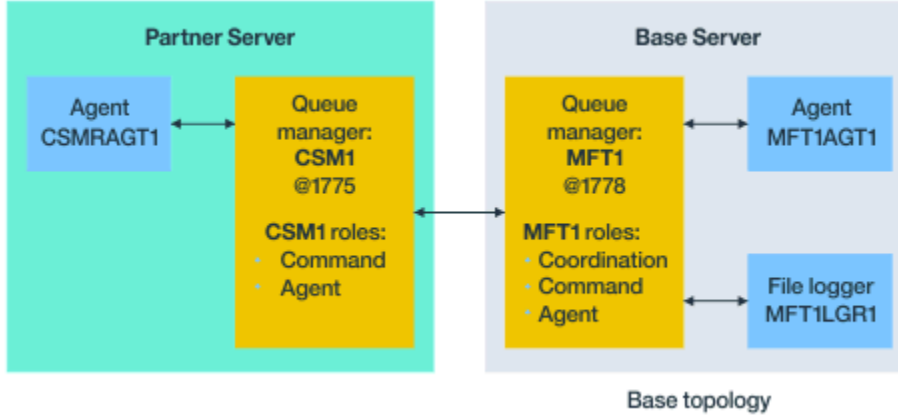 Partner Server
Agent
CSMRAGT1
Queue
manager:
CSM1
@1775
CSM1 roles:
• Command
• Agent
Base Server
Queue
manager:
MFT1
@1778
MFT1 roles:
• Coordination
• Command
• Agent
Agent
MFT1AGT1
File logger
MFT1LGR1
Base topology